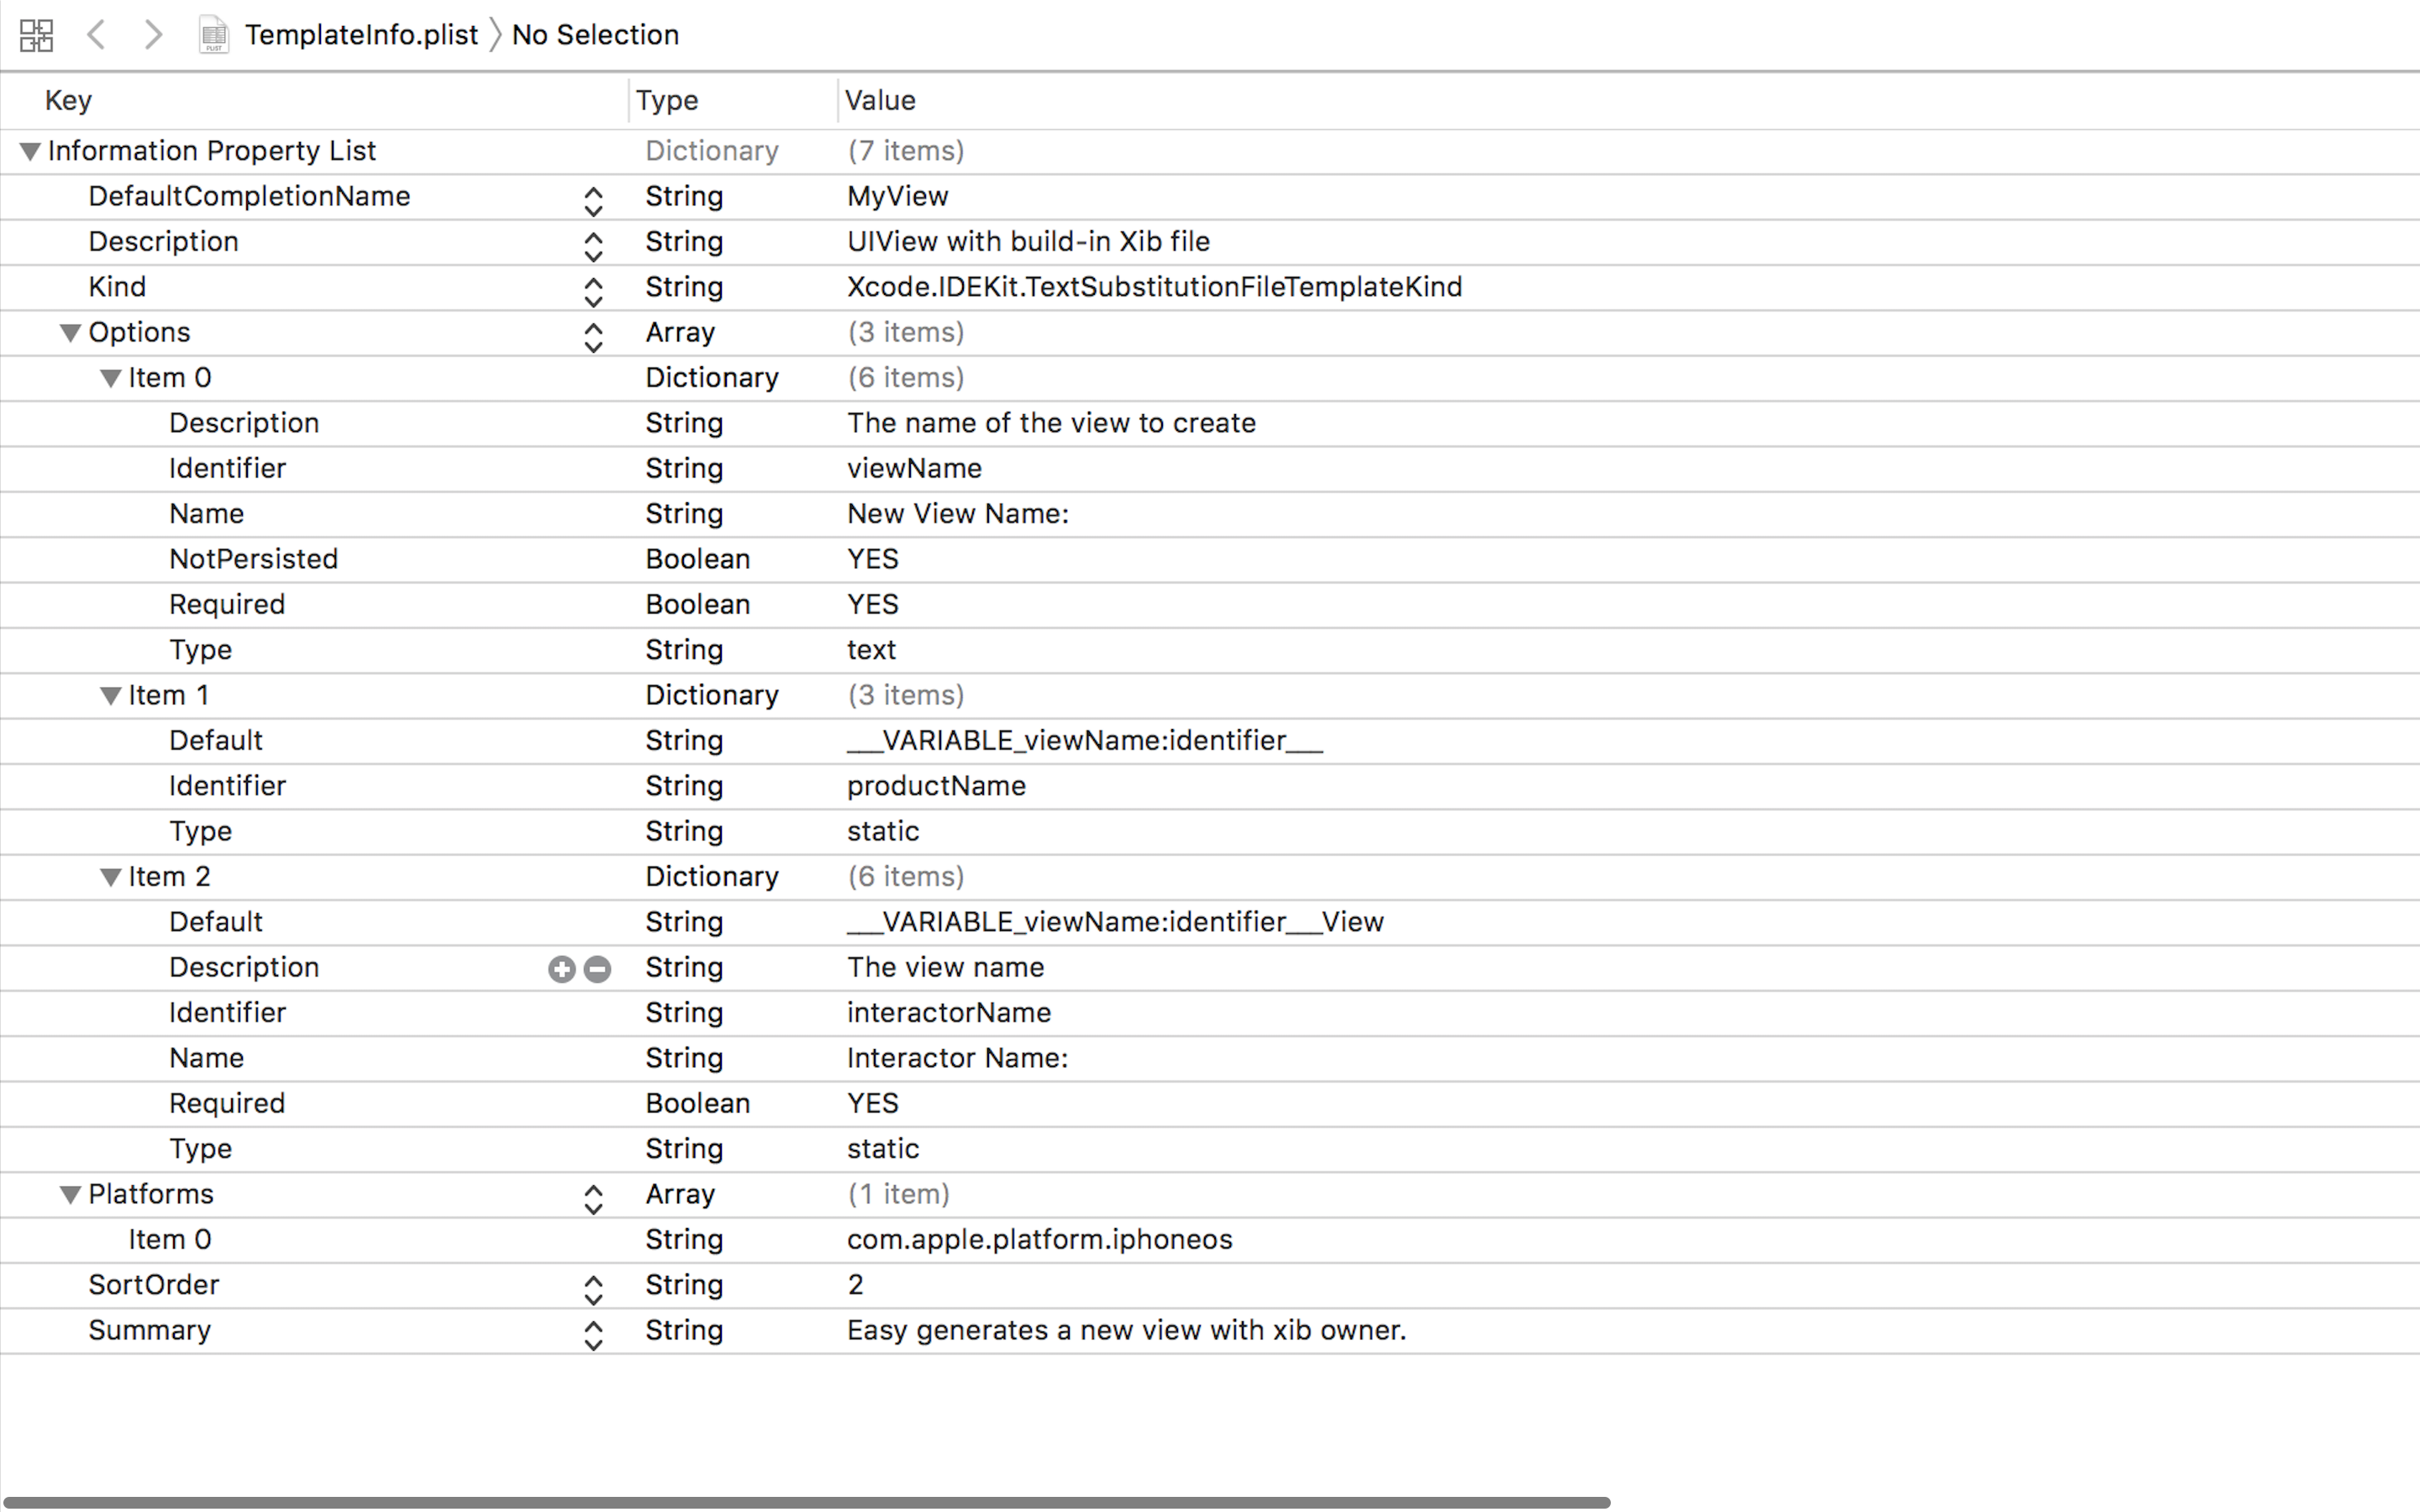 TemplateInfo.plist 〉 No Selection
Key Type Value
Information Property List Dictionary (7 items)
DefaultCompletionName String MyView
Description String UIView with build-in Xib file
Kind String Xcode.IDEKit.TextSubstitutionFileTemplateKind
Options Array (3 items)
Item 0 Dictionary (6 items)
Description String The name of the view to create
Identifier String viewName
Name String New View Name:
NotPersisted Boolean YES
Required Boolean YES
Type String text
Item 1 Dictionary (3 items)
Default String ___VARIABLE_viewName:identifier___
Identifier String productName
Type String static
Item 2 Dictionary (6 items)
Default String ___VARIABLE_viewName:identifier___View
Description String The view name
Identifier String interactorName
Name String Interactor Name:
Required Boolean YES
Type String static
Platforms Array (1 item)
Item 0 String com.apple.platform.iphoneos
SortOrder String 2
Summary String Easy generates a new view with xib owner.